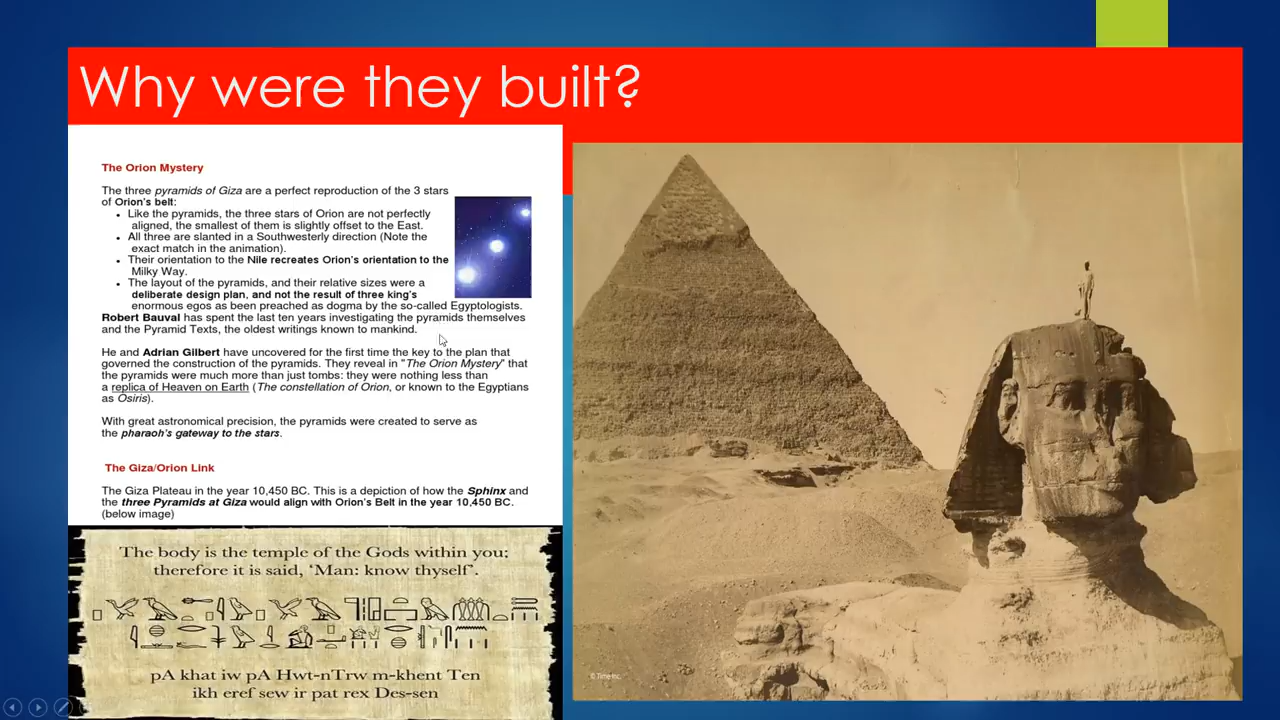 Why were they built?
The Orion Mystery
The three pyramids of Giza are a perfect reproduction of the 3 stars
of Orion's belt:
• Like the pyramids, the three stars of Orion are not perfectly
aligned, the smallest of them is slightly offset to the East.
• All three are slanted in a Southwesterly direction (Note the
exact match in the animation).
• Their orientation to the Nile recreates Orion's orientation to the
Milky Way.
• The layout of the pyramids, and their relative sizes were a
deliberate design plan, and not the result of three king's
enormous egos as been preached as dogma by the so-called Egyptologists.
Robert Bauval has spent the last ten years investigating the pyramids themselves
and the Pyramid Texts, the oldest writings known to mankind.
He and Adrian Gilbert have uncovered for the first time the key to the plan that
governed the construction of the pyramids. They reveal in "The Orion Mystery" that
the pyramids were much more than just tombs: they were nothing less than
a replica of Heaven on Earth (The constellation of Orion, or known to the Egyptians
as Osiris).
With great astronomical precision, the pyramids were created to serve as
the pharaoh's gateway to the stars.
The Giza/Orion Link
The Giza Plateau in the year 10,450 BC. This is a depiction of how the Sphinx and
the three Pyramids at Giza would align with Orion's Belt in the year 10,450 BC.
(below image)
The body is the temple of the Gods within you;
therefore it is said, 'Man: know thyself'.
pA khat iw pA Hwt-nTrw m-khent Ten
ikh eref sew ir pat rex Des-sen
© Time Inc.